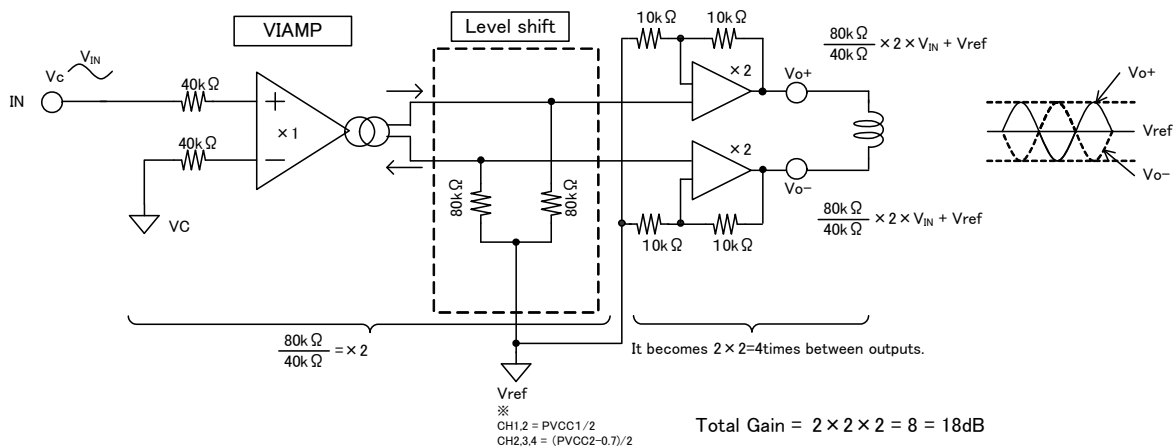 VIAMP
Level shift
10kΩ 10kΩ
80kΩ
40kΩ ×2×VIN + Vref
VIN
Vc
IN
40kΩ
+
×1
−
40kΩ
VC
×2
Vo+
×2
Vo−
80kΩ 80kΩ
10kΩ 10kΩ
80kΩ
40kΩ ×2×VIN + Vref
Vo+
Vref
Vo−
80kΩ
40kΩ =×2
It becomes 2×2=4times between outputs.
Vref
※
CH1,2 = PVCC1/2
CH2,3,4 = (PVCC2-0.7)/2
Total Gain = 2×2×2 = 8 = 18dB